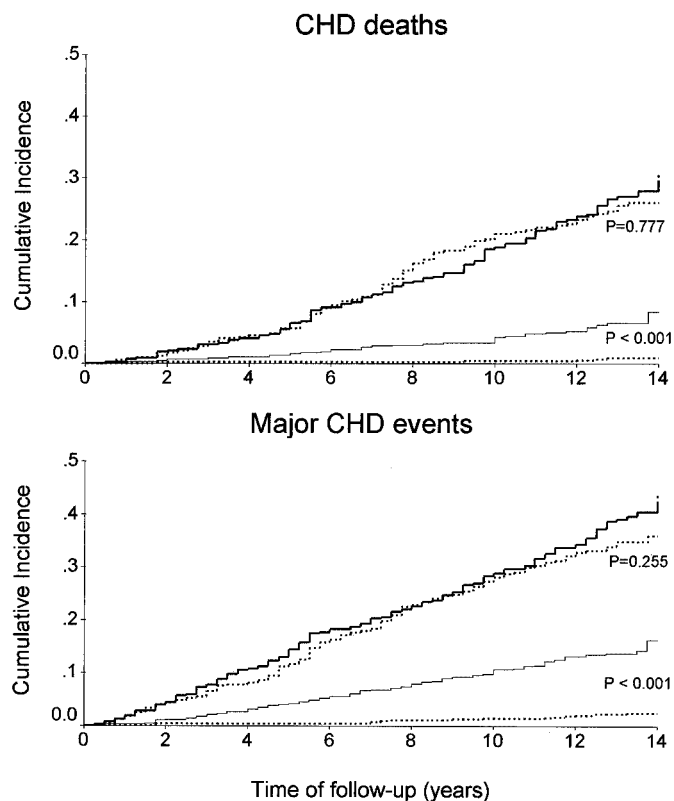 CHD deaths
.5
.4
.3
.2
.1
0.0
Cumulative Incidence
P=0.777
P < 0.001
0 2 4 6 8 10 12 14
Major CHD events
.5
.4
.3
.2
.1
0.0
Cumulative Incidence
P=0.255
P < 0.001
0 2 4 6 8 10 12 14
Time of follow-up (years)